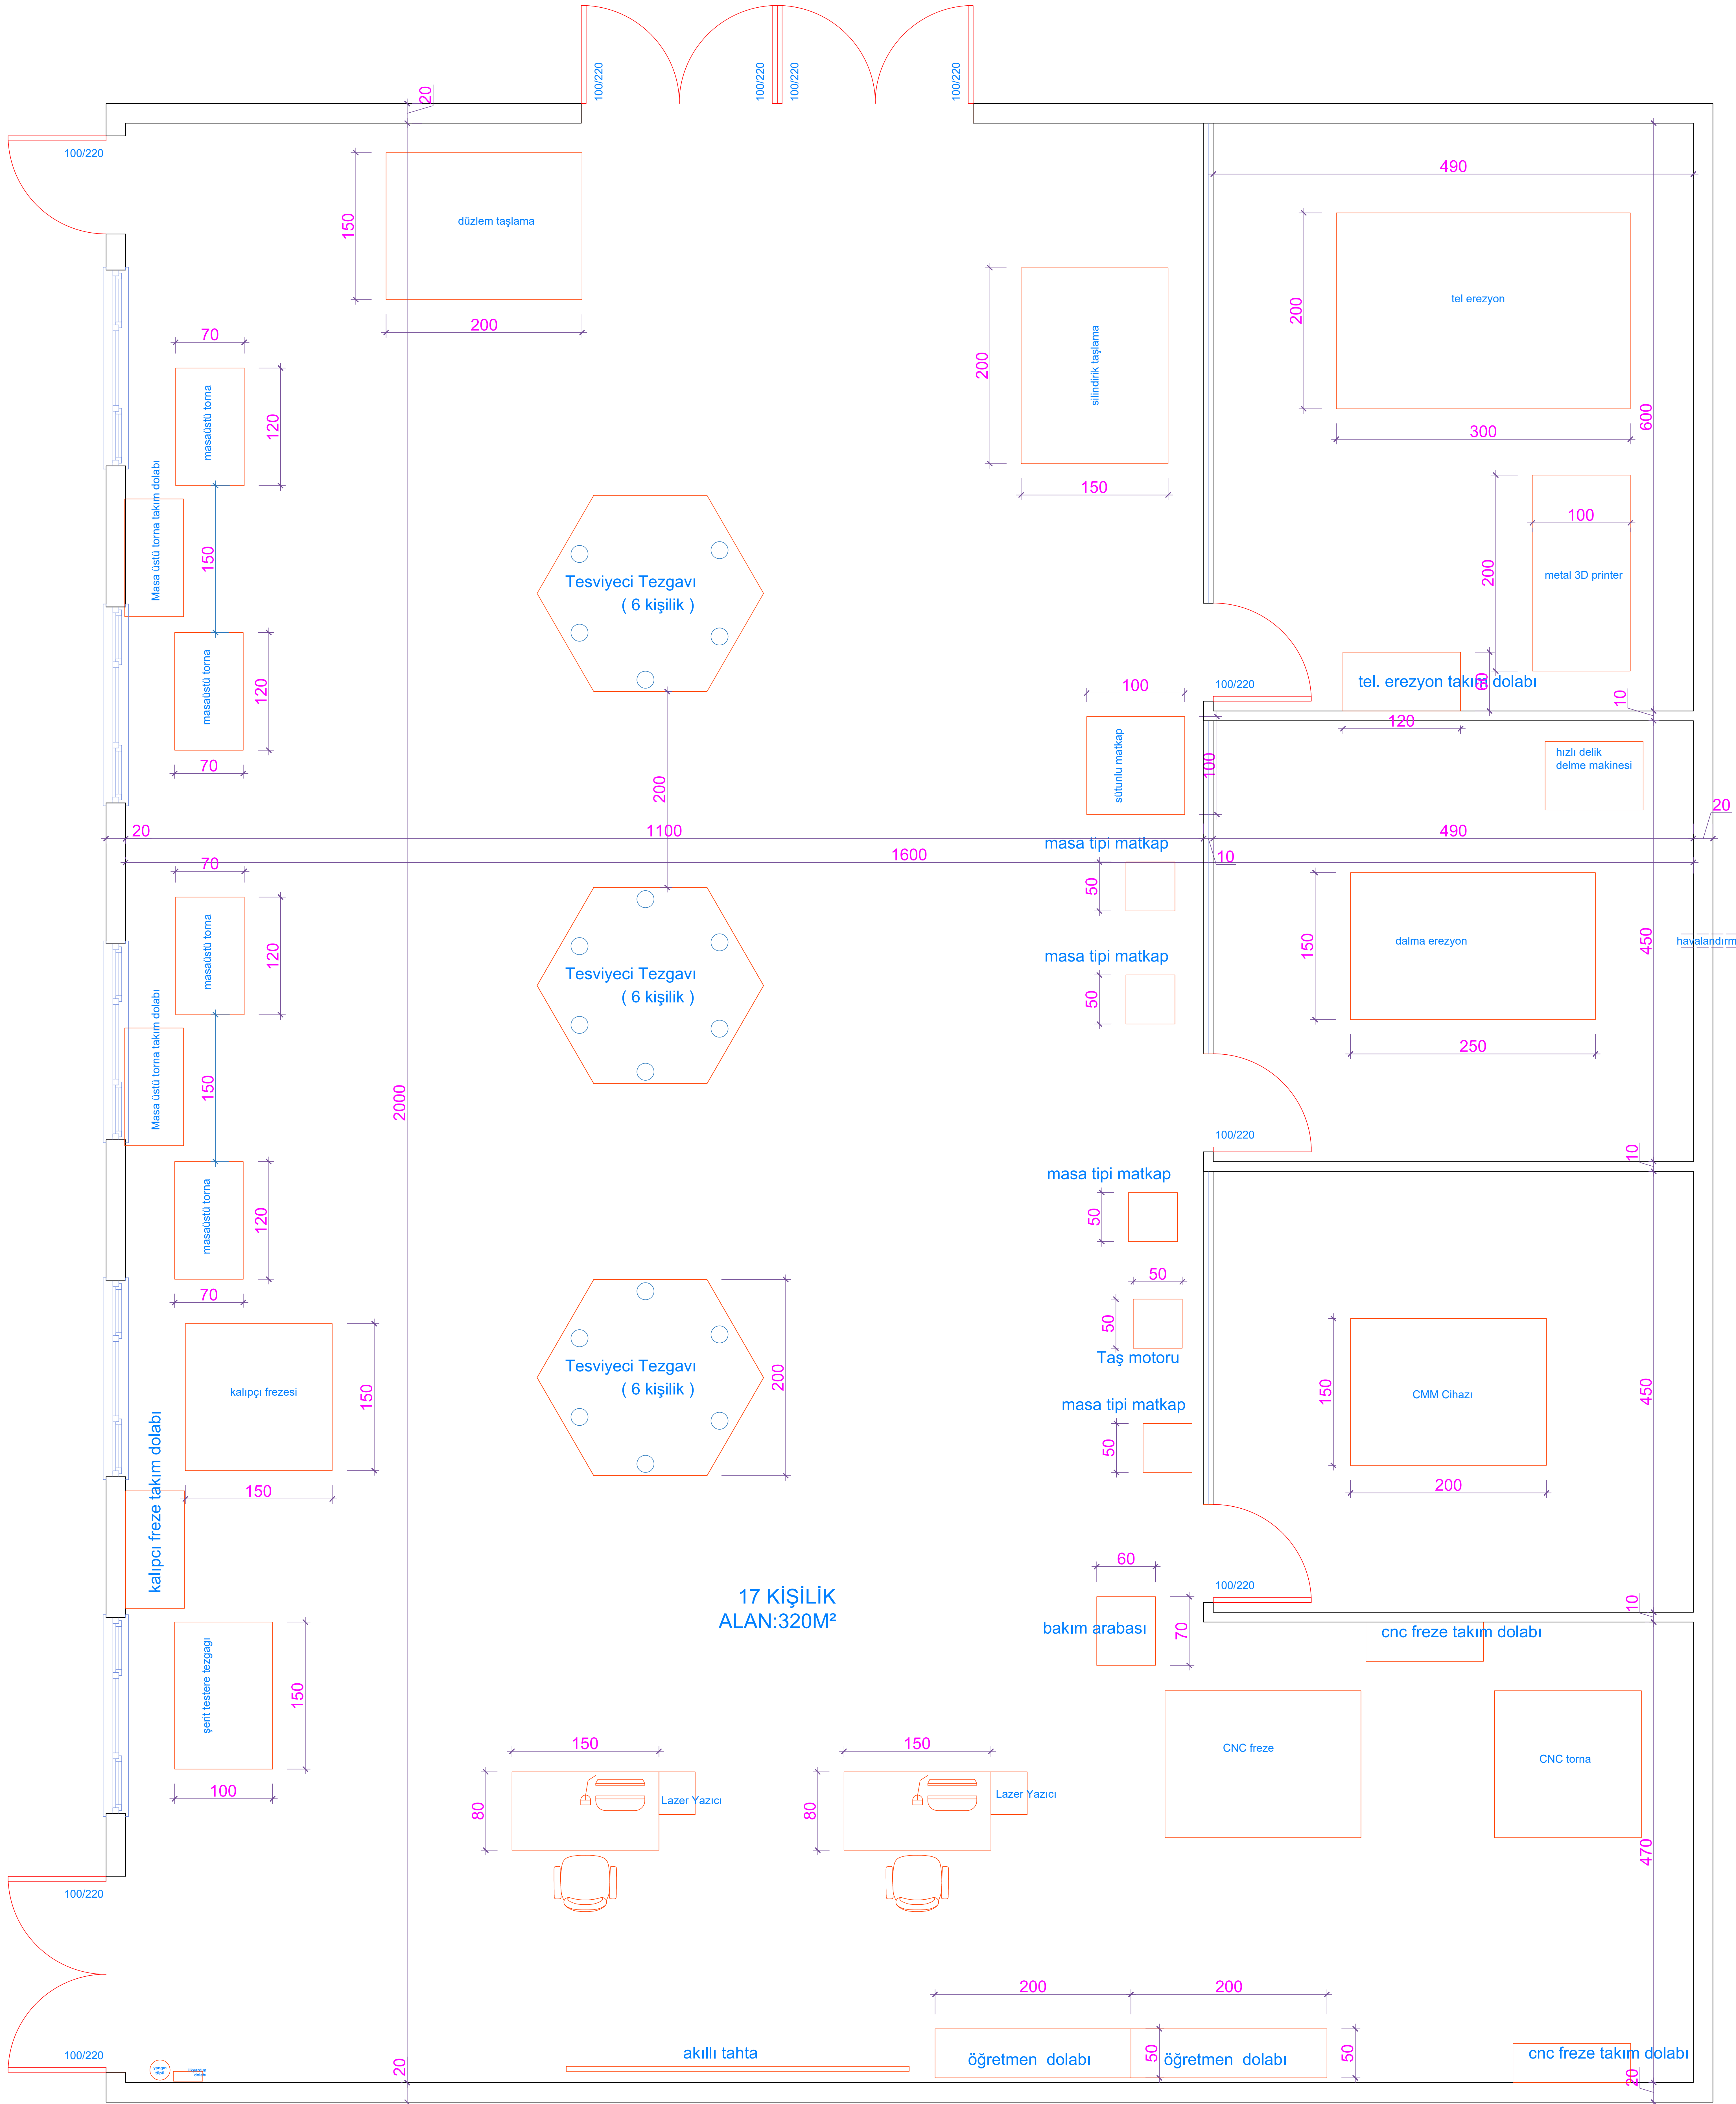 100/220
100/220
100/220
100/220
20
100/220
490
150
düzlem taşlama
200
200
tel erezyon
300
600
200
silindirik taşlama
150
70
masaüstü torna
120
Masa üstü torna takım dolabı
150
masaüstü torna
120
70
Tesviyeci Tezgavı
( 6 kişilik )
100
200
metal 3D printer
100/220
tel. erezyon takım dolabı
60
10
120
100
sütunlu matkap
100
200
hızlı delik
delme makinesi
20
20
1100
490
1600
10
masa tipi matkap
50
70
masaüstü torna
120
Masa üstü torna takım dolabı
150
Tesviyeci Tezgavı
( 6 kişilik )
masa tipi matkap
50
150
dalma erezyon
250
450
havalandırm
2000
100/220
10
masa tipi matkap
50
masaüstü torna
120
70
50
50
Taş motoru
kalıpçı frezesi
150
150
Tesviyeci Tezgavı
( 6 kişilik )
200
masa tipi matkap
50
150
CMM Cihazı
200
450
kalıpcı freze takım dolabı
17 KİŞİLİK
ALAN:320M²
60
bakım arabası
70
100/220
10
cnc freze takım dolabı
şerit testere tezgagı
150
100
150
80
Lazer Yazıcı
150
80
Lazer Yazıcı
CNC freze
CNC torna
470
100/220
200
200
100/220
yangın
tüpü
ilkyardım
dolabı
20
akıllı tahta
öğretmen dolabı
50
öğretmen dolabı
50
cnc freze takım dolabı
20